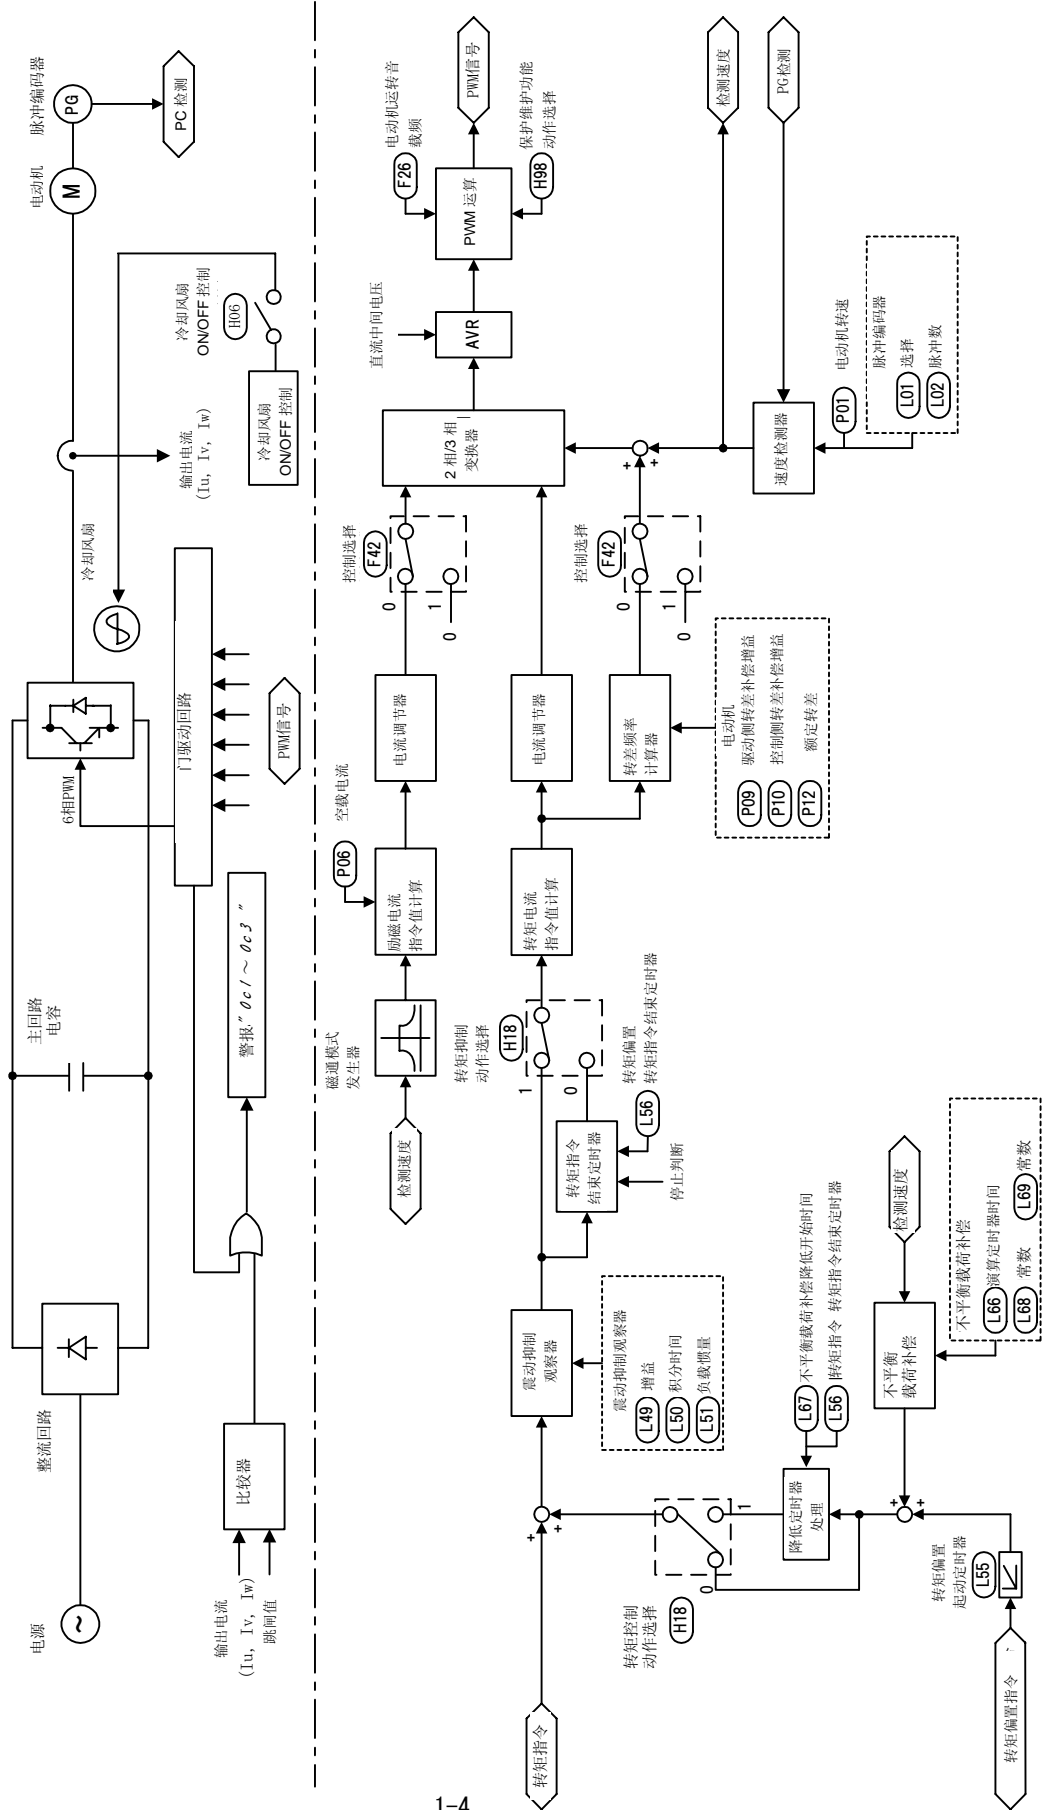 电源
~
整流回路
主回路
电容
6相PWM
冷却风扇
输出电流
(Iu, Iv, Iw)
冷却风扇
ON/OFF 控制
H06
冷却风扇
ON/OFF 控制
电动机
M
脉冲编码器
PG
PC 检测
输出电流
(Iu, Iv, Iw)
跳闸值
比较器
警报”0c1～0c3”
门驱动回路
PWM信号
检测速度
磁通模式
发生器
P06
空载电流
励磁电流
指令值计算
电流调节器
控制选择
F42
0
1
0
2 相/3 相
变换器
直流中间电压
AVR
PWM 运算
F26
电动机运转音
载频
H98
保护维护功能
动作选择
PWM信号
转矩指令
+
+
震动抑制
观察器
震动抑制观察器
L49
增益
L50
积分时间
L51
负载惯量
转矩指令
结束定时器
停止判断
L56
转矩偏置
转矩指令结束定时器
转矩抑制
动作选择
H18
1
0
转矩电流
指令值计算
电流调节器
转差频率
计算器
电动机
P09
驱动侧转差补偿增益
P10
控制侧转差补偿增益
P12
额定转差
控制选择
F42
0
1
0
+
+
速度检测器
检测速度
PG检测
P01
电动机转速
脉冲编码器
L01
选择
L02
脉冲数
转矩控制
动作选择
H18
0
1
降低定时器
处理
L67
不平衡载荷补偿降低开始时间
L56
转矩指令 转矩指令结束定时器
+
+
不平衡
载荷补偿
检测速度
不平衡载荷补偿
L66
演算定时器时间
L68
常数
L69
常数
转矩偏置
起动定时器
L55
转矩偏置指令
1-4